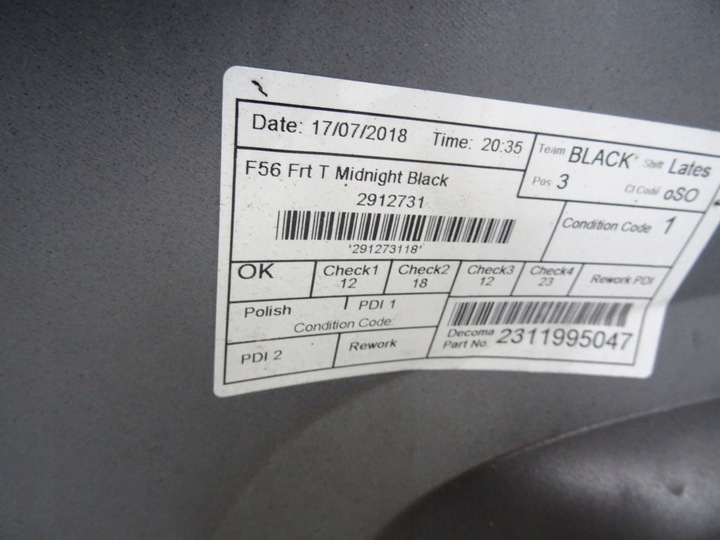 Date: 17/07/2018 Time: 20:35 Team BLACK* Shift Lates
Pos 3 CI Code oSO
F56 Frt T Midnight Black
2912731
*291273118*
Condition Code 1
OK Check1 12 Check2 18 Check3 12 Check4 23 Rework PDI
Polish PDI 1
Condition Code:
PDI 2 Rework
Decoma Part No. 2311995047